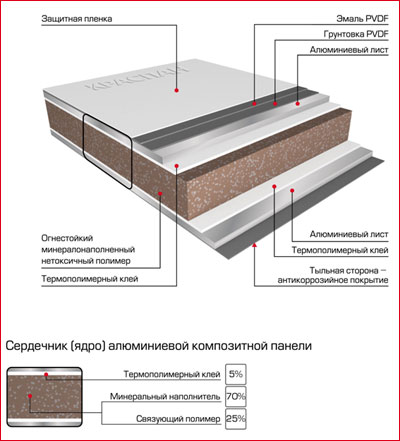 Защитная пленка
Эмаль PVDF
Грунтовка PVDF
Алюминиевый лист
КРАСПАН
Огнестойкий
минералонаполненный
нетоксичный полимер
Термополимерный клей
Алюминиевый лист
Термополимерный клей
Тыльная сторона –
антикоррозийное покрытие
Сердечник (ядро) алюминиевой композитной панели
Термополимерный клей 5%
Минеральный наполнитель 70%
Связующий полимер 25%